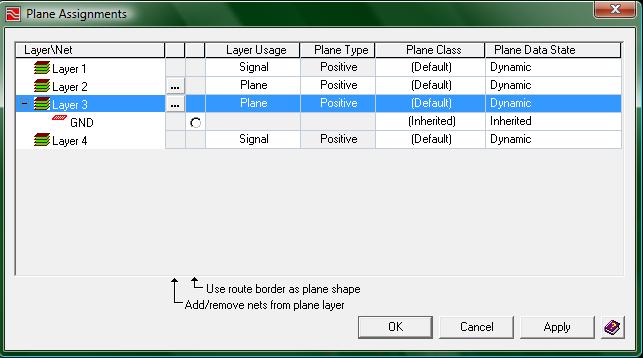 Plane Assignments
Layer\Net Layer Usage Plane Type Plane Class Plane Data State
Layer 1 Signal Positive (Default) Dynamic
Layer 2 ... Plane Positive (Default) Dynamic
Layer 3 ... Plane Positive (Default) Dynamic
GND (Inherited) Inherited
Layer 4 Signal Positive (Default) Dynamic
Use route border as plane shape
Add/remove nets from plane layer
OK Cancel Apply